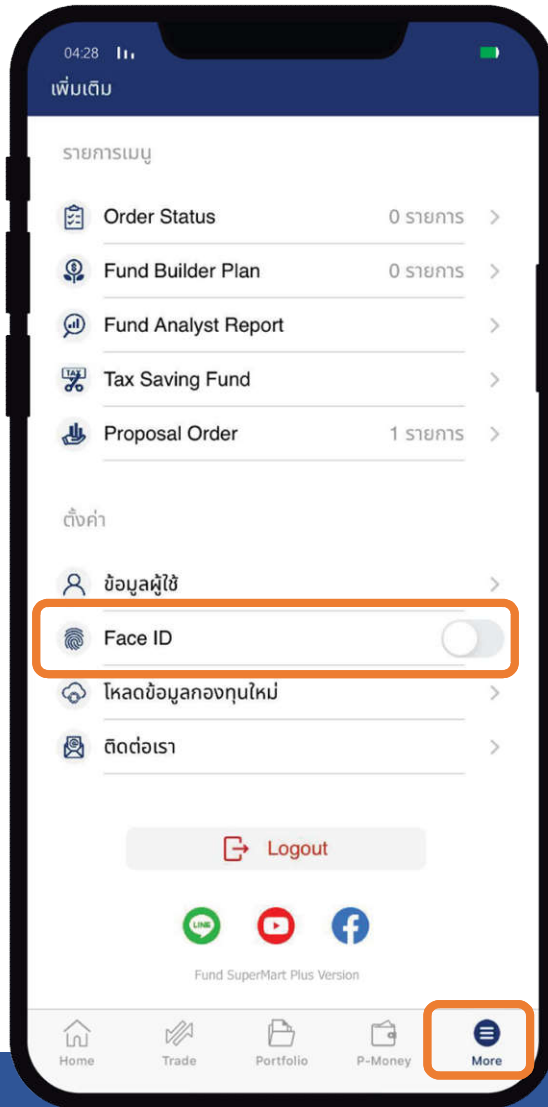 04:28
เพิ่มเติม
รายการเมนู
Order Status 0 รายการ
Fund Builder Plan 0 รายการ
Fund Analyst Report
TAX Tax Saving Fund
Proposal Order 1 รายการ
ตั้งค่า
ข้อมูลผู้ใช้
Face ID
โหลดข้อมูลกองทุนใหม่
ติดต่อเรา
Logout
LINE
Fund SuperMart Plus Version
Home Trade Portfolio P-Money More